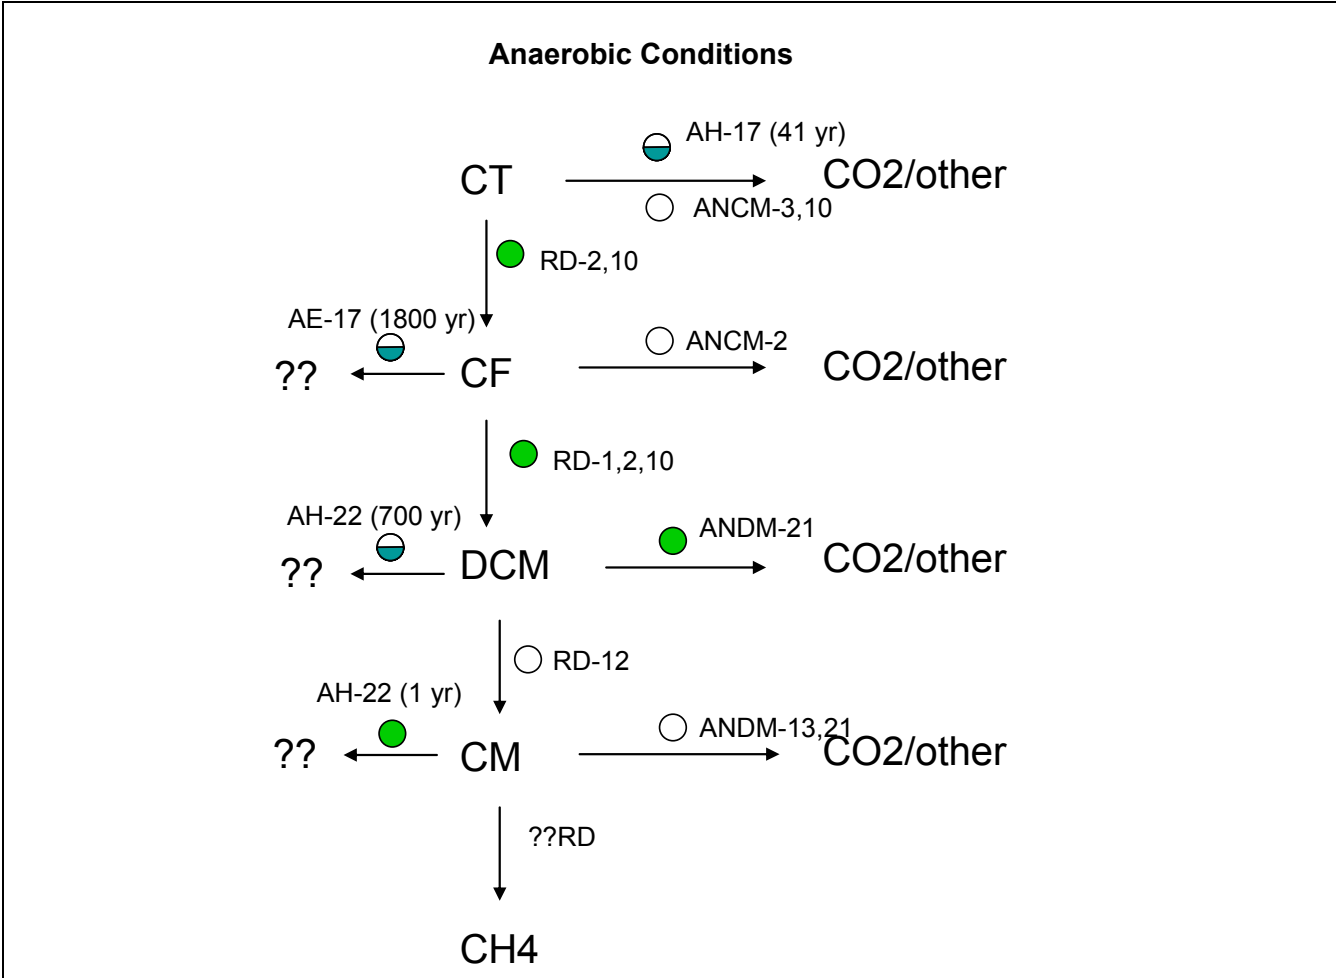 Anaerobic Conditions
AH-17 (41 yr)
CT
CO2/other
ANCM-3,10
RD-2,10
AE-17 (1800 yr)
ANCM-2
??
CF
CO2/other
RD-1,2,10
AH-22 (700 yr)
ANDM-21
??
DCM
CO2/other
RD-12
AH-22 (1 yr)
ANDM-13,21
??
CM
CO2/other
??RD
CH4